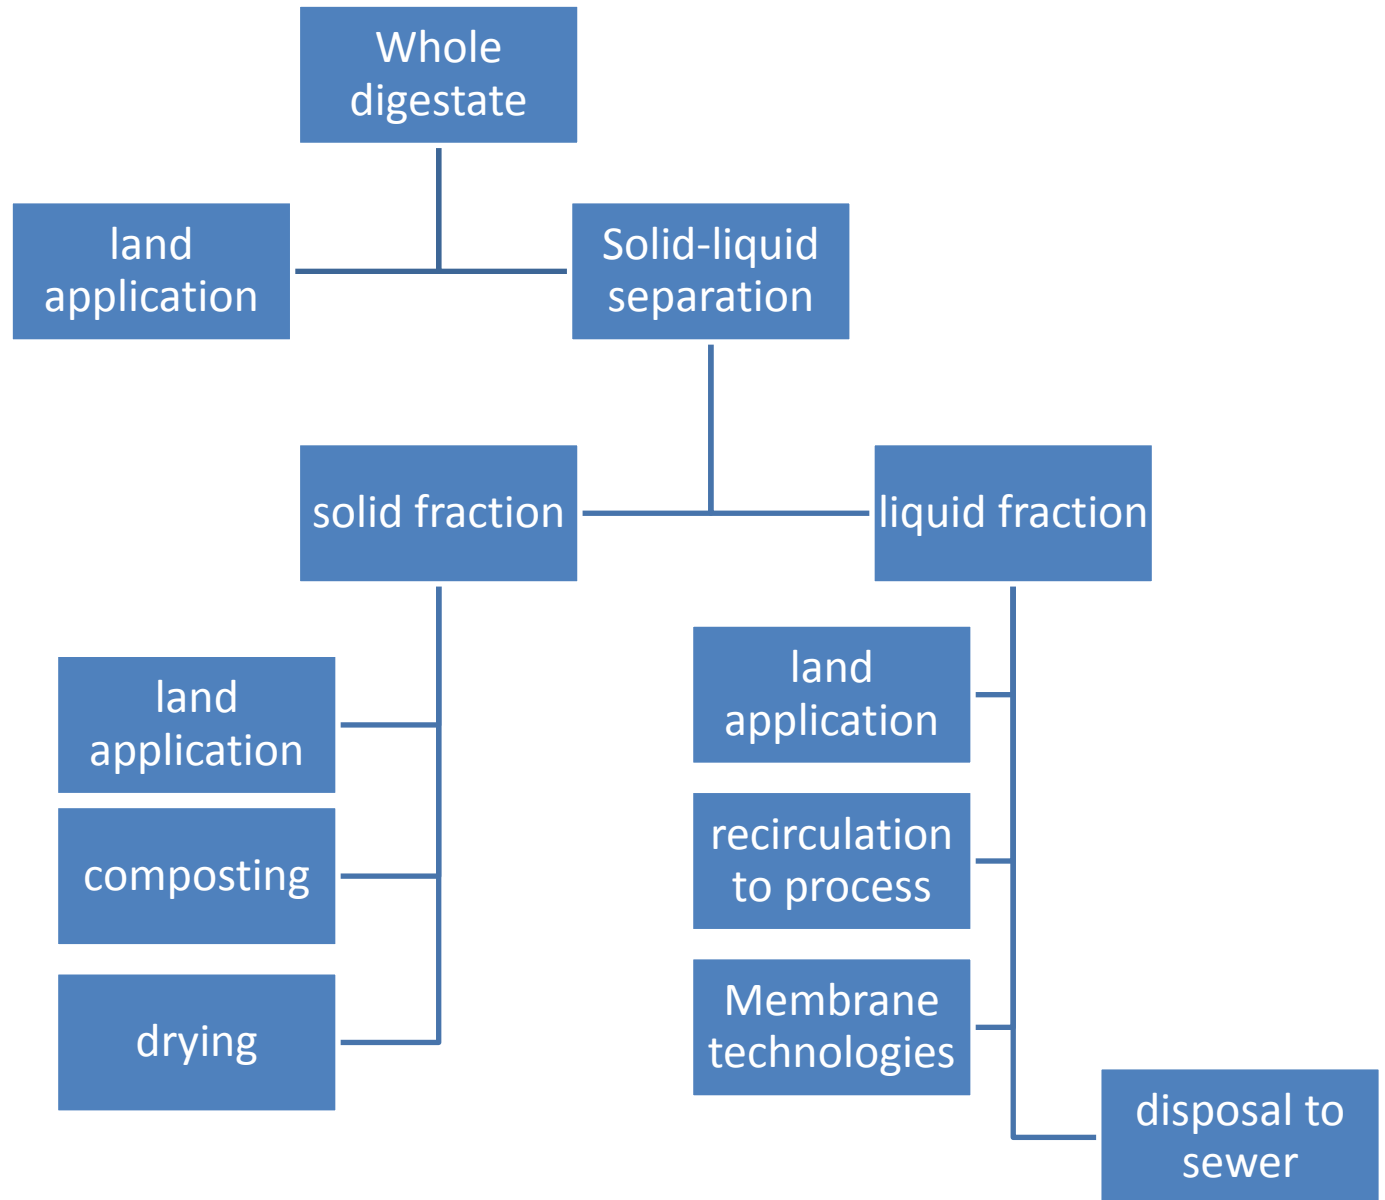 Whole
digestate
land
application
Solid-liquid
separation
solid fraction
liquid fraction
land
application
composting
drying
land
application
recirculation
to process
Membrane
technologies
disposal to
sewer